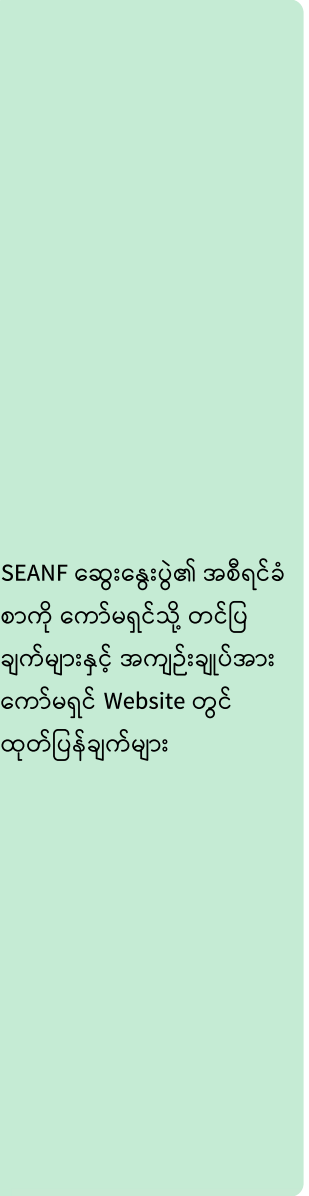 SEANF ဆွေးနွေးပွဲ၏ အစီရင်ခံ
စာကို ကော်မရှင်သို့ တင်ပြ
ချက်များနှင့် အကျဉ်းချုပ်အား
ကော်မရှင် Website တွင်
ထုတ်ပြန်ချက်များ